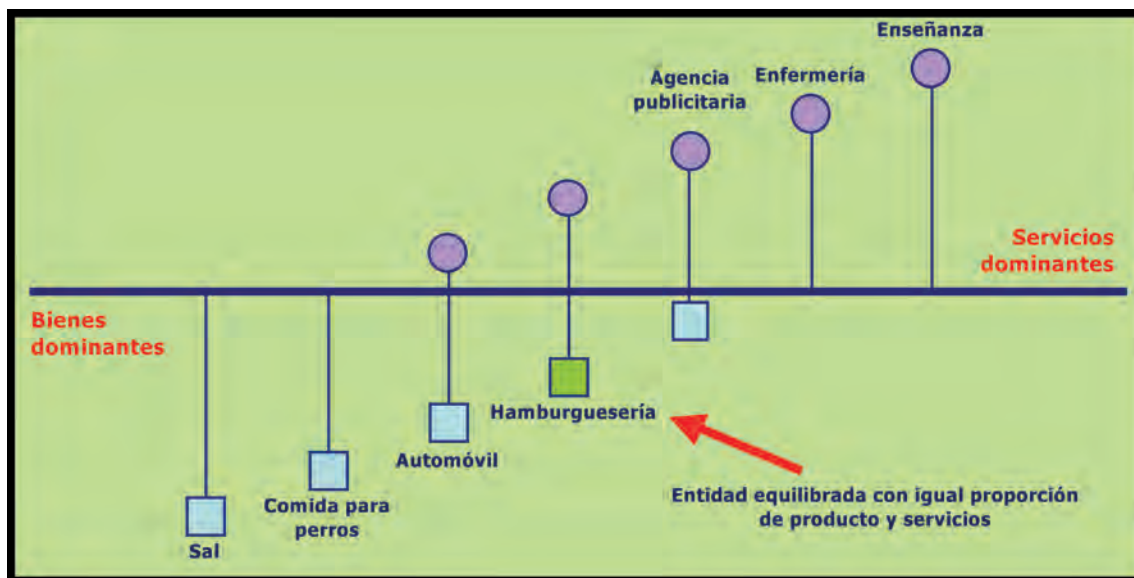 Enseñanza
Agencia
publicitaria
Enfermería
Servicios
dominantes
Bienes
dominantes
Hamburguesería
Automóvil
Comida para
perros
Sal
Entidad equilibrada con igual proporción
de producto y servicios